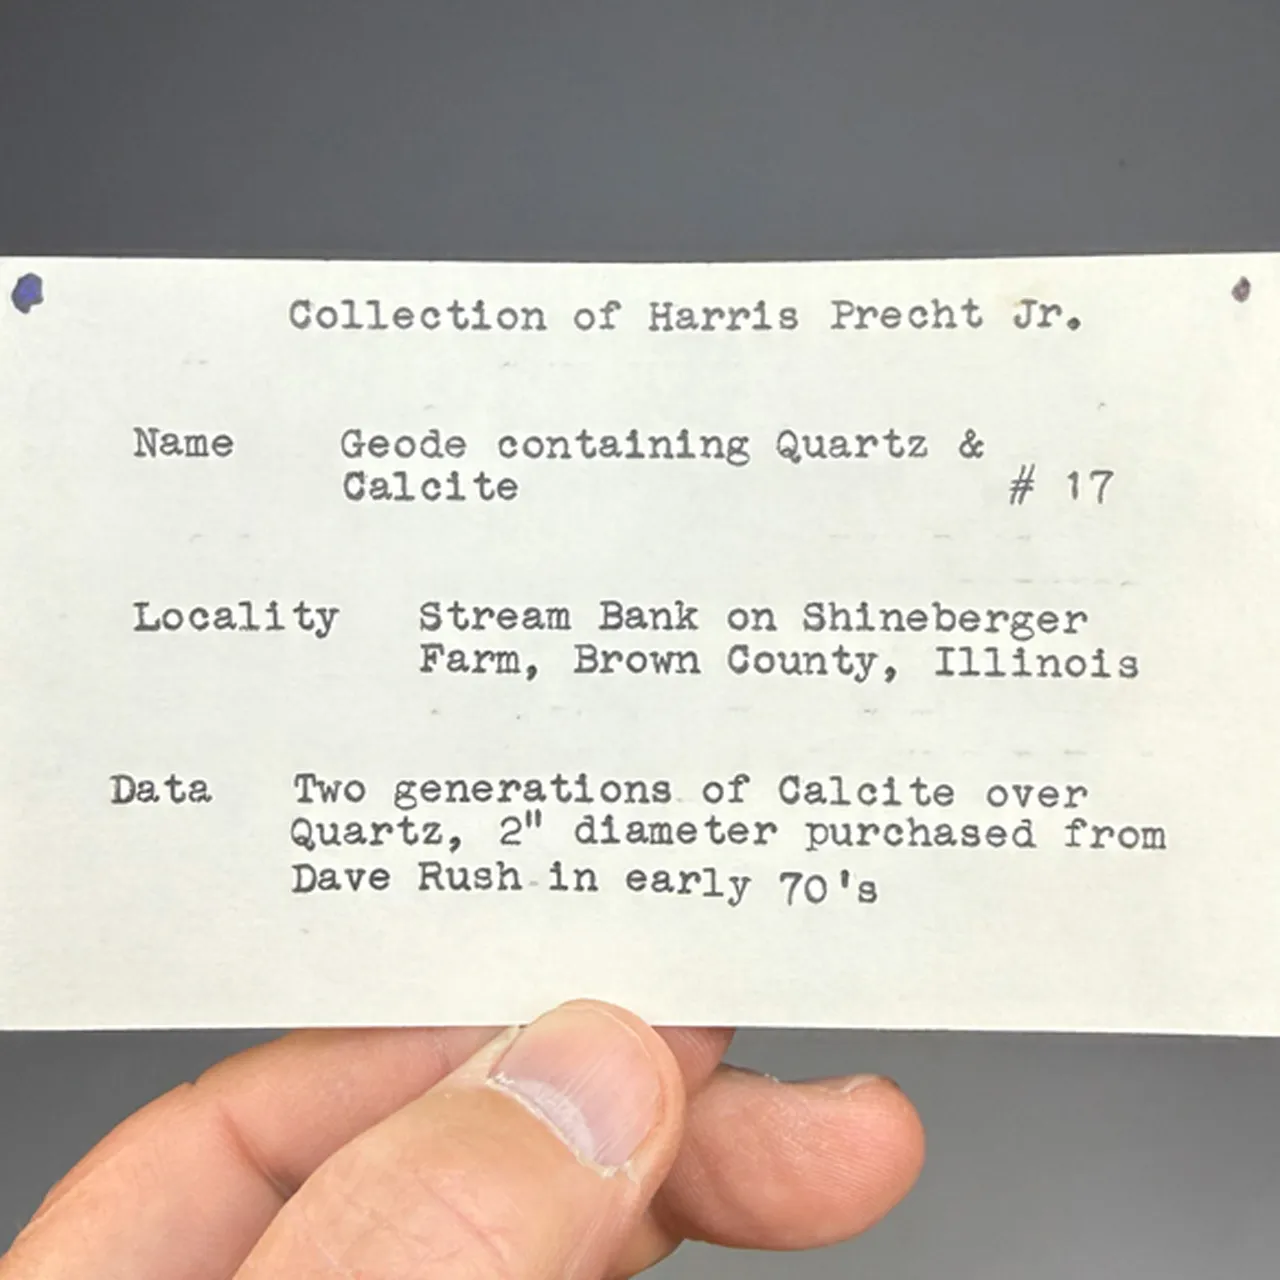 Collection of Harris Precht Jr.
Name Geode containing Quartz &
Calcite # 17
Locality Stream Bank on Shineberger
Farm, Brown County, Illinois
Data Two generations of Calcite over
Quartz, 2" diameter purchased from
Dave Rush in early 70's